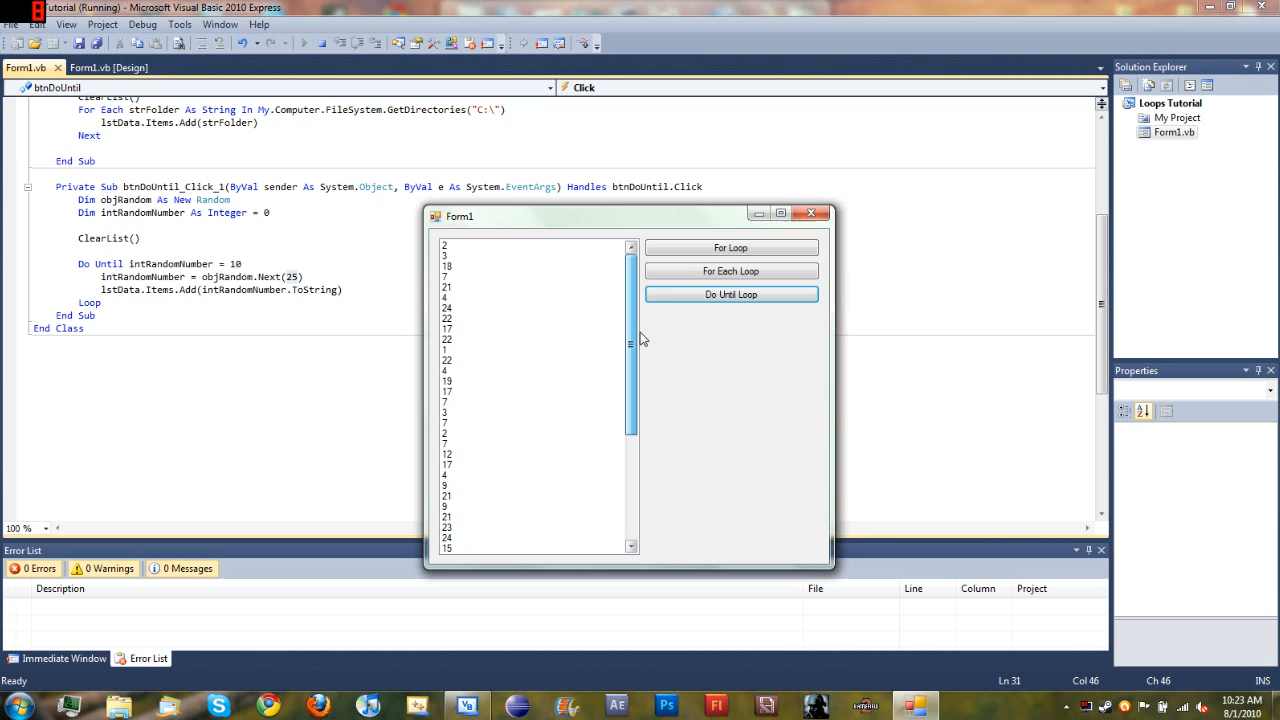 8
Tutorial (Running) - Microsoft Visual Basic 2010 Express
File Edit View Project Debug Tools Window Help
Form1.vb Form1.vb [Design]
btnDoUntil Click
ClearList()
For Each strFolder As String In My.Computer.FileSystem.GetDirectories("C:\")
lstData.Items.Add(strFolder)
Next
End Sub
Private Sub btnDoUntil_Click_1(ByVal sender As System.Object, ByVal e As System.EventArgs) Handles btnDoUntil.Click
Dim objRandom As New Random
Dim intRandomNumber As Integer = 0
ClearList()
Do Until intRandomNumber = 10
intRandomNumber = objRandom.Next(25)
lstData.Items.Add(intRandomNumber.ToString)
Loop
End Sub
End Class
100 %
Form1
2
3
18
7
21
4
24
22
17
22
1
22
4
19
17
7
3
7
2
7
12
17
4
9
21
9
21
23
24
15
For Loop
For Each Loop
Do Until Loop
Solution Explorer
Loops Tutorial
My Project
Form1.vb
Properties
Error List
0 Errors 0 Warnings 0 Messages
Description File Line Column Project
Immediate Window Error List
Ready Ln 31 Col 46 Ch 46 INS
VB AE Ps Fl
10:23 AM
8/1/2010